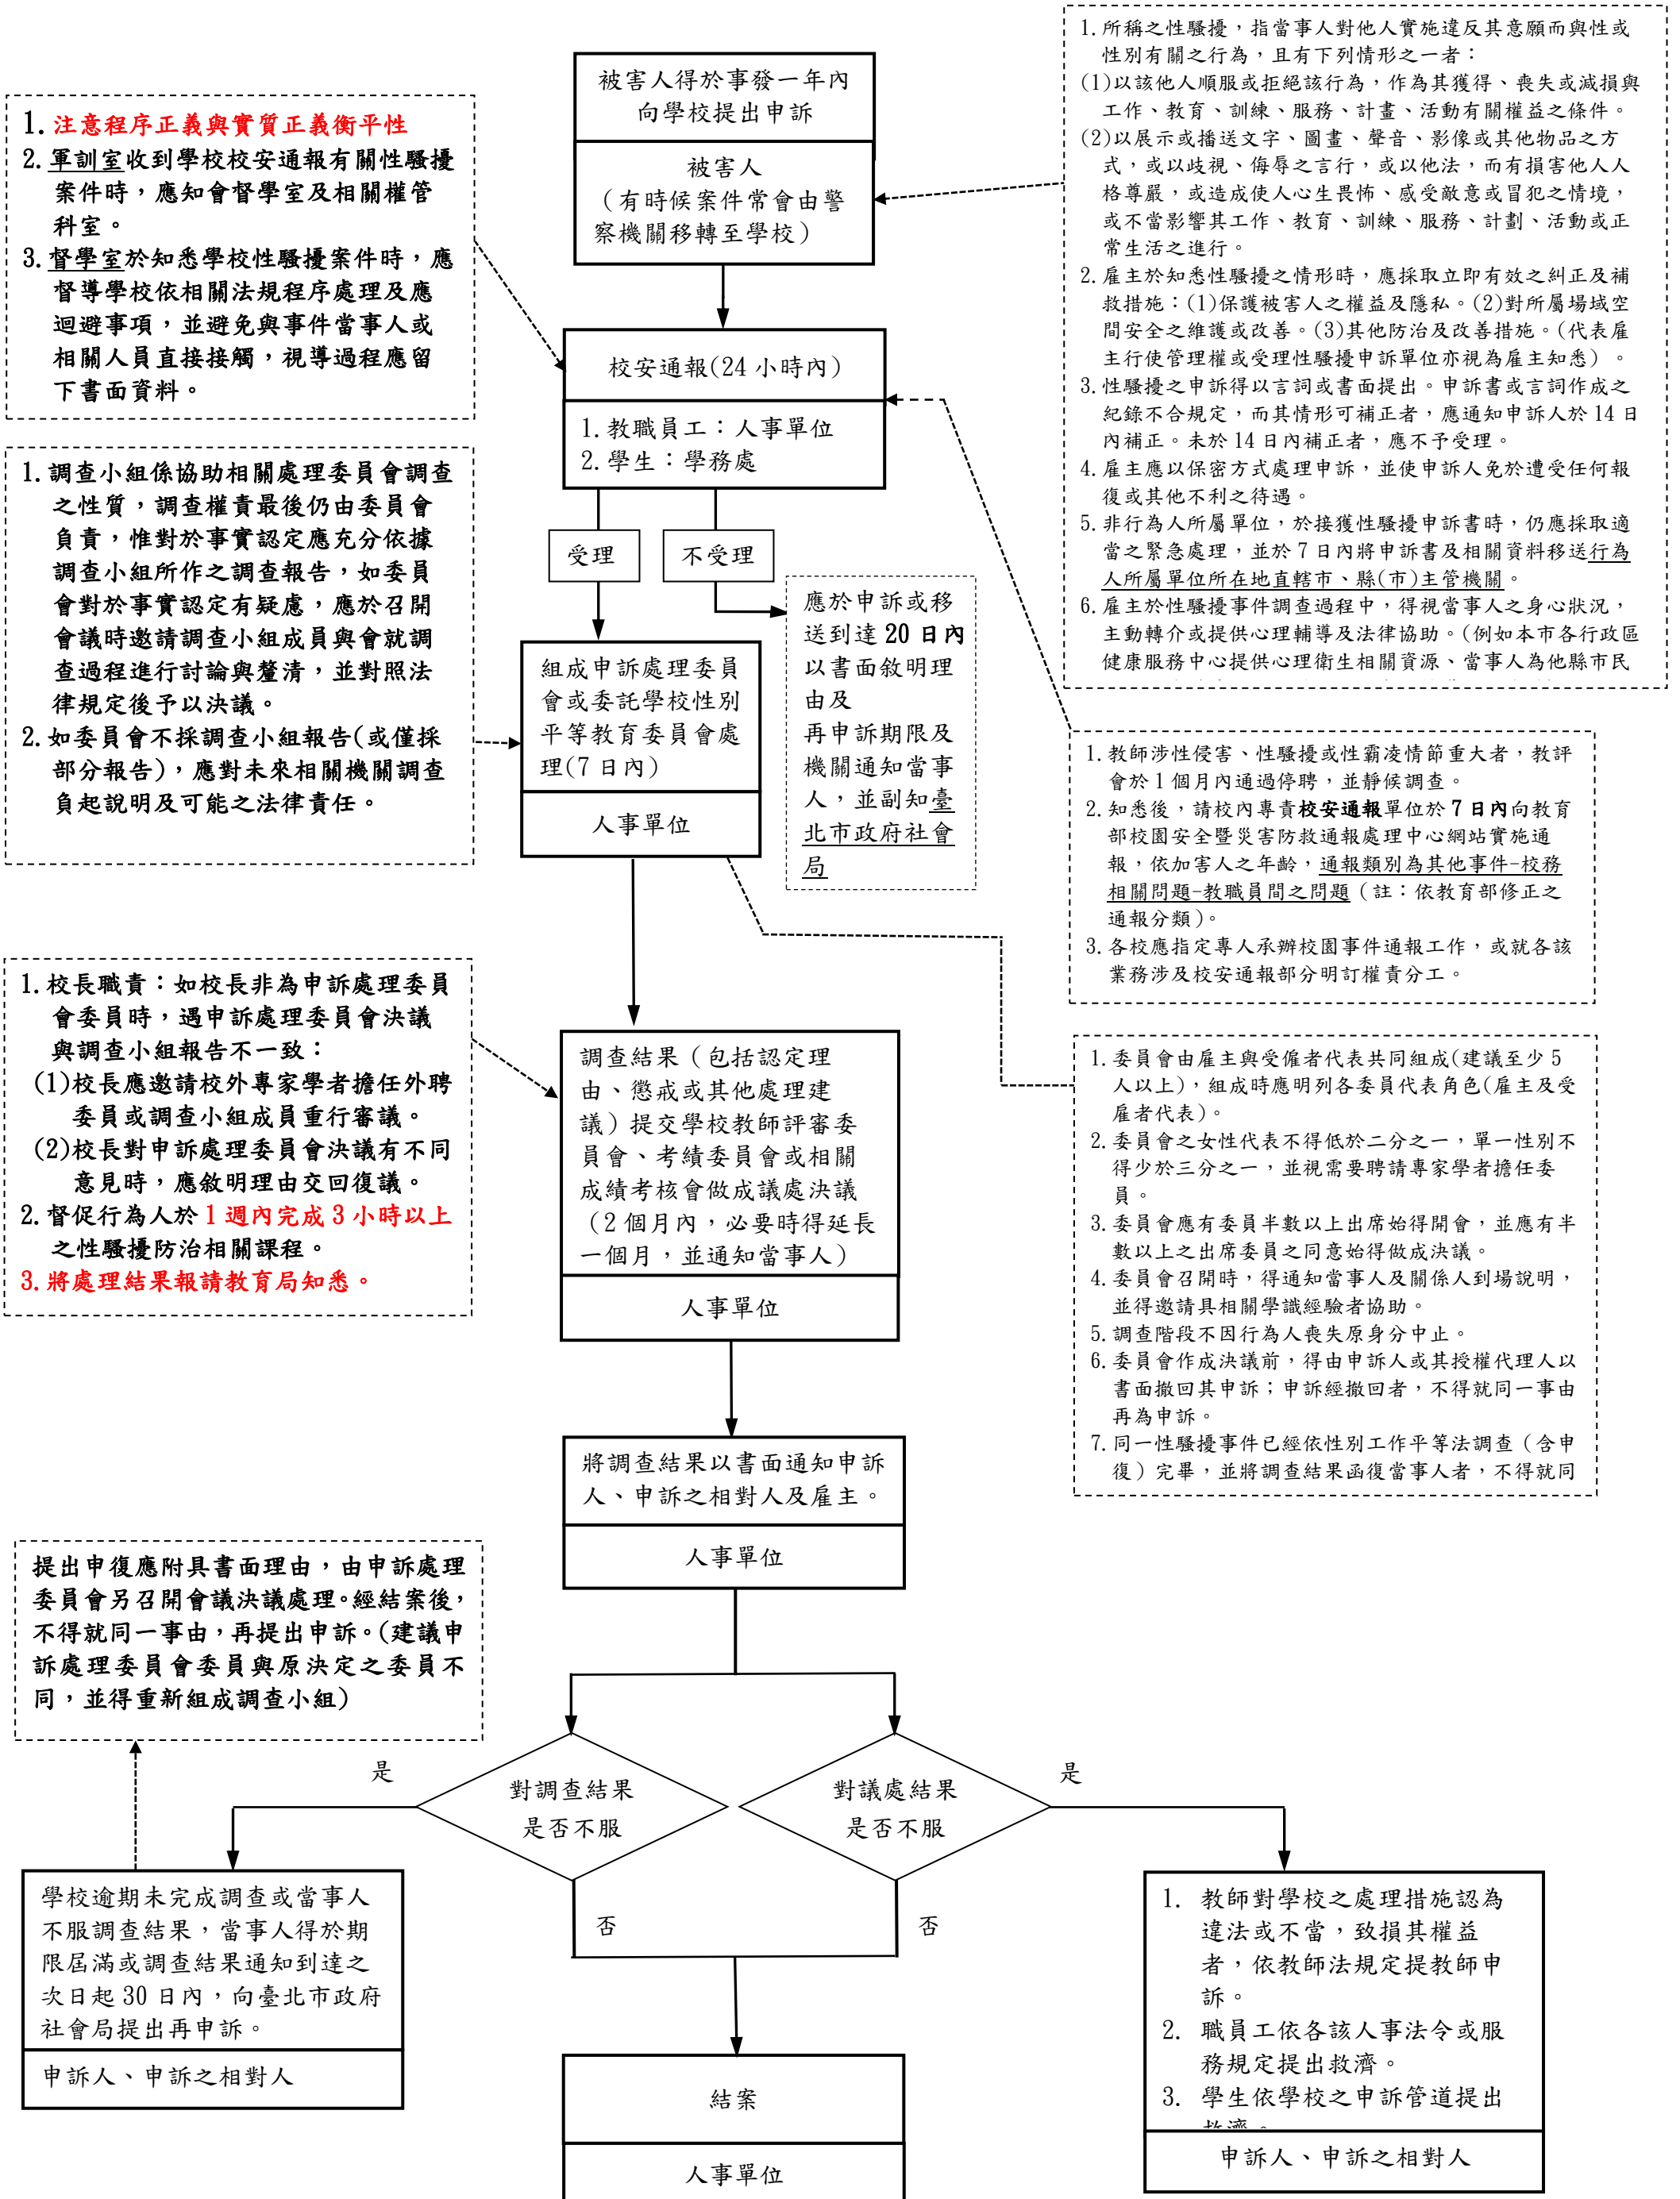 被害人得於事發一年內
向學校提出申訴
被害人
（有時候案件常會由警
察機關移轉至學校）
1.所稱之性騷擾，指當事人對他人實施違反其意願而與性或
性別有關之行為，且有下列情形之一者：
(1)以該他人順服或拒絕該行為，作為其獲得、喪失或減損與
工作、教育、訓練、服務、計畫、活動有關權益之條件。
(2)以展示或播送文字、圖畫、聲音、影像或其他物品之方
式，或以歧視、侮辱之言行，或以他法，而有損害他人人
格尊嚴，或造成使人心生畏怖、感受敵意或冒犯之情境，
或不當影響其工作、教育、訓練、服務、計劃、活動或正
常生活之進行。
2.雇主於知悉性騷擾之情形時，應採取立即有效之糾正及補
救措施：(1)保護被害人之權益及隱私。(2)對所屬場域空
間安全之維護或改善。(3)其他防治及改善措施。(代表雇
主行使管理權或受理性騷擾申訴單位亦視為雇主知悉）。
3.性騷擾之申訴得以言詞或書面提出。申訴書或言詞作成之
紀錄不合規定，而其情形可補正者，應通知申訴人於 14 日
內補正。未於 14 日內補正者，應不予受理。
4.雇主應以保密方式處理申訴，並使申訴人免於遭受任何報
復或其他不利之待遇。
5.非行為人所屬單位，於接獲性騷擾申訴書時，仍應採取適
當之緊急處理，並於 7 日內將申訴書及相關資料移送行為
人所屬單位所在地直轄市、縣(市)主管機關。
6.雇主於性騷擾事件調查過程中，得視當事人之身心狀況，
主動轉介或提供心理輔導及法律協助。(例如本市各行政區
健康服務中心提供心理衛生相關資源、當事人為他縣市民
1.注意程序正義與實質正義衡平性
2.軍訓室收到學校校安通報有關性騷擾
案件時，應知會督學室及相關權管
科室。
3.督學室於知悉學校性騷擾案件時，應
督導學校依相關法規程序處理及應
迴避事項，並避免與事件當事人或
相關人員直接接觸，視導過程應留
下書面資料。
校安通報(24 小時內)
1.教職員工：人事單位
2.學生：學務處
受理
不受理
1.調查小組係協助相關處理委員會調查
之性質，調查權責最後仍由委員會
負責，惟對於事實認定應充分依據
調查小組所作之調查報告，如委員
會對於事實認定有疑慮，應於召開
會議時邀請調查小組成員與會就調
查過程進行討論與釐清，並對照法
律規定後予以決議。
2.如委員會不採調查小組報告(或僅採
部分報告)，應對未來相關機關調查
負起說明及可能之法律責任。
組成申訴處理委員
會或委託學校性別
平等教育委員會處
理(7 日內)
人事單位
應於申訴或移
送到達 20 日內
以書面敘明理
由及
再申訴期限及
機關通知當事
人，並副知臺
北市政府社會
局
1.教師涉性侵害、性騷擾或性霸凌情節重大者，教評
會於 1 個月內通過停聘，並靜候調查。
2.知悉後，請校內專責校安通報單位於 7 日內向教育
部校園安全暨災害防救通報處理中心網站實施通
報，依加害人之年齡，通報類別為其他事件-校務
相關問題-教職員間之問題（註：依教育部修正之
通報分類）。
3.各校應指定專人承辦校園事件通報工作，或就各該
業務涉及校安通報部分明訂權責分工。
1.校長職責：如校長非為申訴處理委員
會委員時，遇申訴處理委員會決議
與調查小組報告不一致：
(1)校長應邀請校外專家學者擔任外聘
委員或調查小組成員重行審議。
(2)校長對申訴處理委員會決議有不同
意見時，應敘明理由交回復議。
2.督促行為人於 1 週內完成 3 小時以上
之性騷擾防治相關課程。
3.將處理結果報請教育局知悉。
調查結果（包括認定理
由、懲戒或其他處理建
議）提交學校教師評審委
員會、考績委員會或相關
成績考核會做成議處決議
（2 個月內，必要時得延長
一個月，並通知當事人）
人事單位
1.委員會由雇主與受僱者代表共同組成(建議至少 5
人以上)，組成時應明列各委員代表角色(雇主及受
雇者代表)。
2.委員會之女性代表不得低於二分之一，單一性別不
得少於三分之一，並視需要聘請專家學者擔任委
員。
3.委員會應有委員半數以上出席始得開會，並應有半
數以上之出席委員之同意始得做成決議。
4.委員會召開時，得通知當事人及關係人到場說明，
並得邀請具相關學識經驗者協助。
5.調查階段不因行為人喪失原身分中止。
6.委員會作成決議前，得由申訴人或其授權代理人以
書面撤回其申訴；申訴經撤回者，不得就同一事由
再為申訴。
7.同一性騷擾事件已經依性別工作平等法調查（含申
復）完畢，並將調查結果函復當事人者，不得就同
將調查結果以書面通知申訴
人、申訴之相對人及雇主。
人事單位
提出申復應附具書面理由，由申訴處理
委員會另召開會議決議處理。經結案後，
不得就同一事由，再提出申訴。(建議申
訴處理委員會委員與原決定之委員不
同，並得重新組成調查小組)
是
對調查結果
是否不服
對議處結果
是否不服
是
否
否
學校逾期未完成調查或當事人
不服調查結果，當事人得於期
限屆滿或調查結果通知到達之
次日起 30 日內，向臺北市政府
社會局提出再申訴。
申訴人、申訴之相對人
1. 教師對學校之處理措施認為
違法或不當，致損其權益
者，依教師法規定提教師申
訴。
2. 職員工依各該人事法令或服
務規定提出救濟。
3. 學生依學校之申訴管道提出
申訴人、申訴之相對人
結案
人事單位